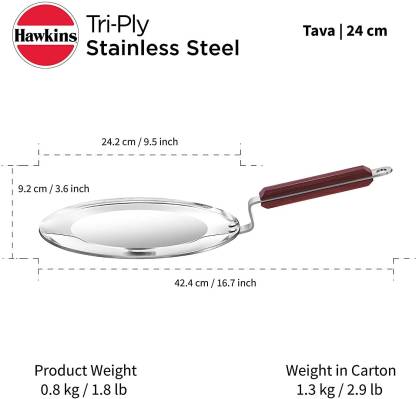 Hawkins
Tri-Ply
Stainless Steel
Tava | 24 cm
24.2 cm / 9.5 inch
9.2 cm / 3.6 inch
42.4 cm / 16.7 inch
Product Weight
0.8 kg / 1.8 lb
Weight in Carton
1.3 kg / 2.9 lb